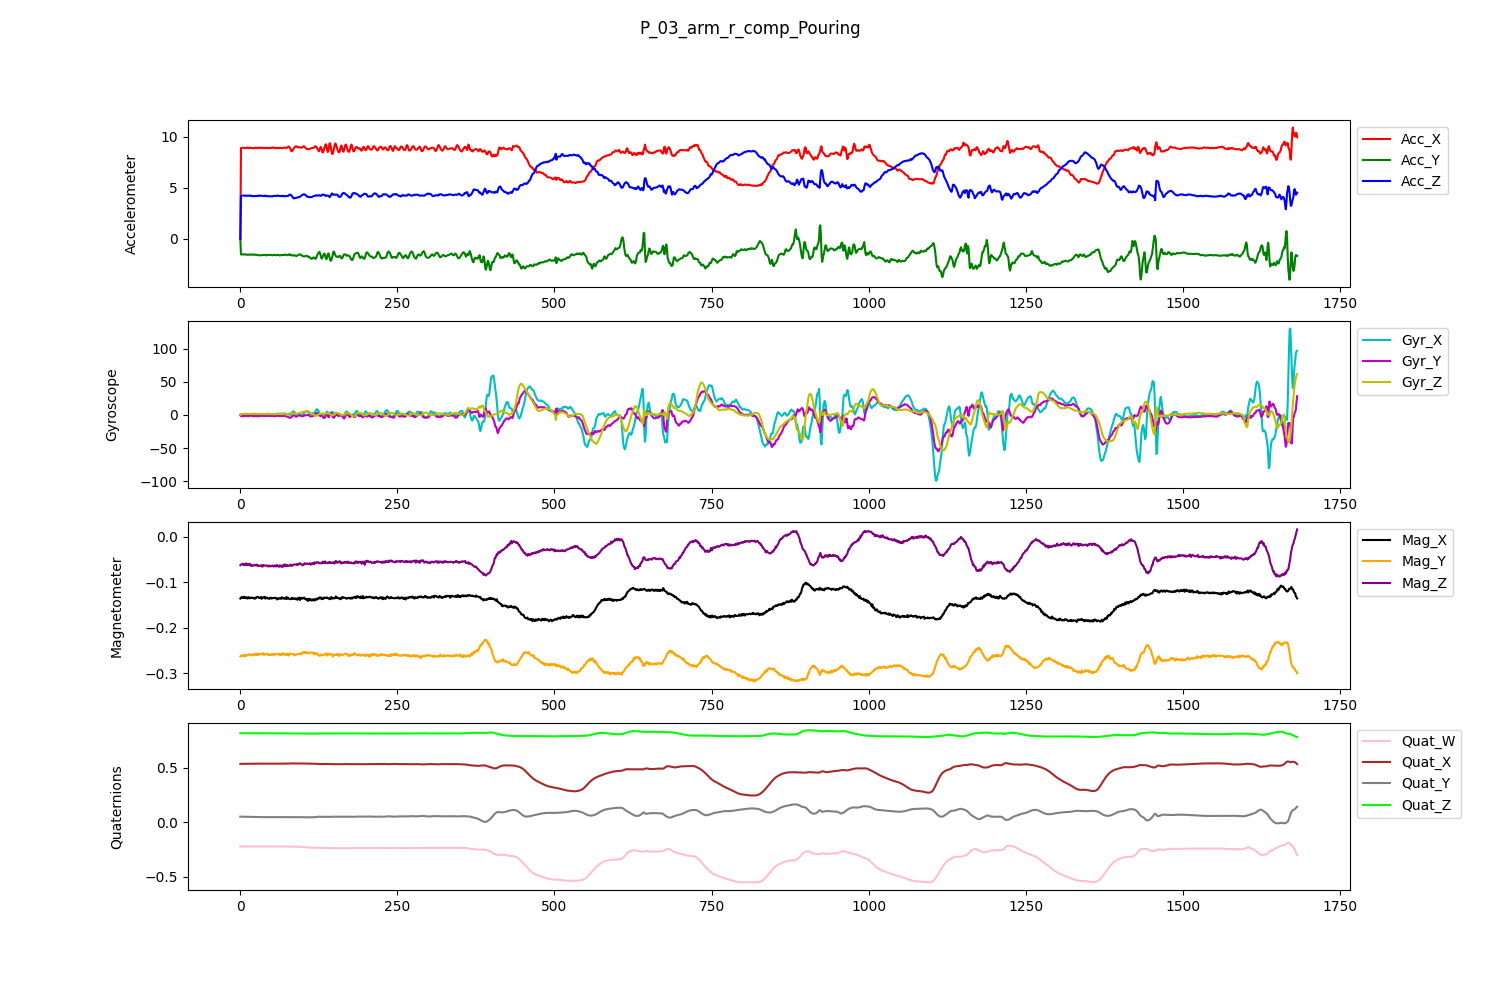 P_03_arm_r_comp_Pouring
Accelerometer
10
5
0
0 250 500 750 1000 1250 1500 1750
Acc_X
Acc_Y
Acc_Z
Gyroscope
100
50
0
−50
−100
0 250 500 750 1000 1250 1500 1750
Gyr_X
Gyr_Y
Gyr_Z
Magnetometer
0.0
−0.1
−0.2
−0.3
0 250 500 750 1000 1250 1500 1750
Mag_X
Mag_Y
Mag_Z
Quaternions
0.5
0.0
−0.5
0 250 500 750 1000 1250 1500 1750
Quat_W
Quat_X
Quat_Y
Quat_Z